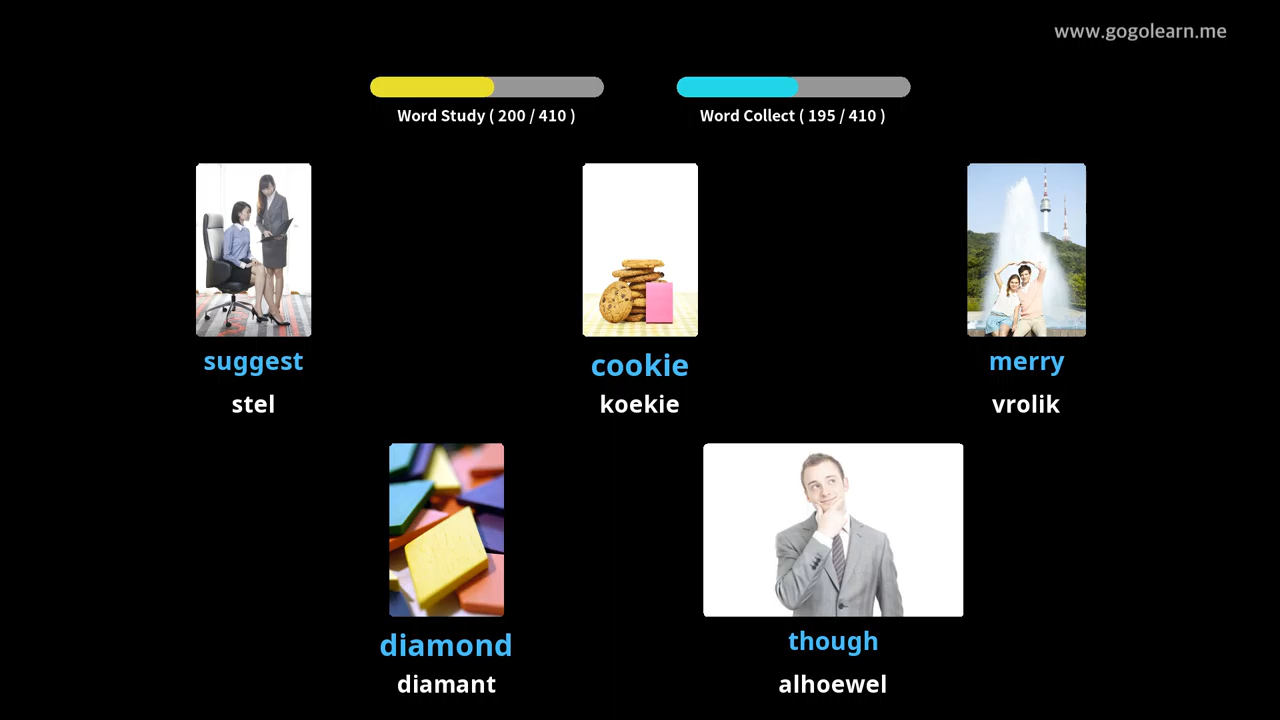 www.gogolearn.me
Word Study ( 200 / 410 )
Word Collect ( 195 / 410 )
suggest
stel
cookie
koekie
merry
vrolik
diamond
diamant
though
alhoewel